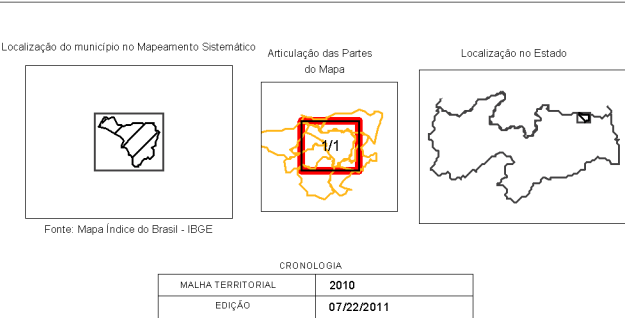 Localização do município no Mapeamento Sistemático
Articulação das Partes
do Mapa
Localização no Estado
1/1
Fonte: Mapa Índice do Brasil - IBGE
CRONOLOGIA
MALHA TERRITORIAL 2010
EDIÇÃO 07/22/2011